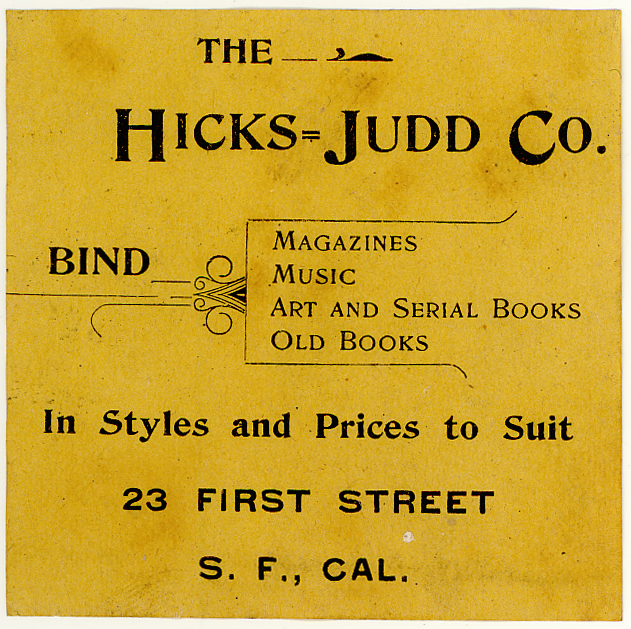 THE
HICKS=JUDD CO.
BIND
MAGAZINES
MUSIC
ART AND SERIAL BOOKS
OLD BOOKS
In Styles and Prices to Suit
23 FIRST STREET
S. F., CAL.